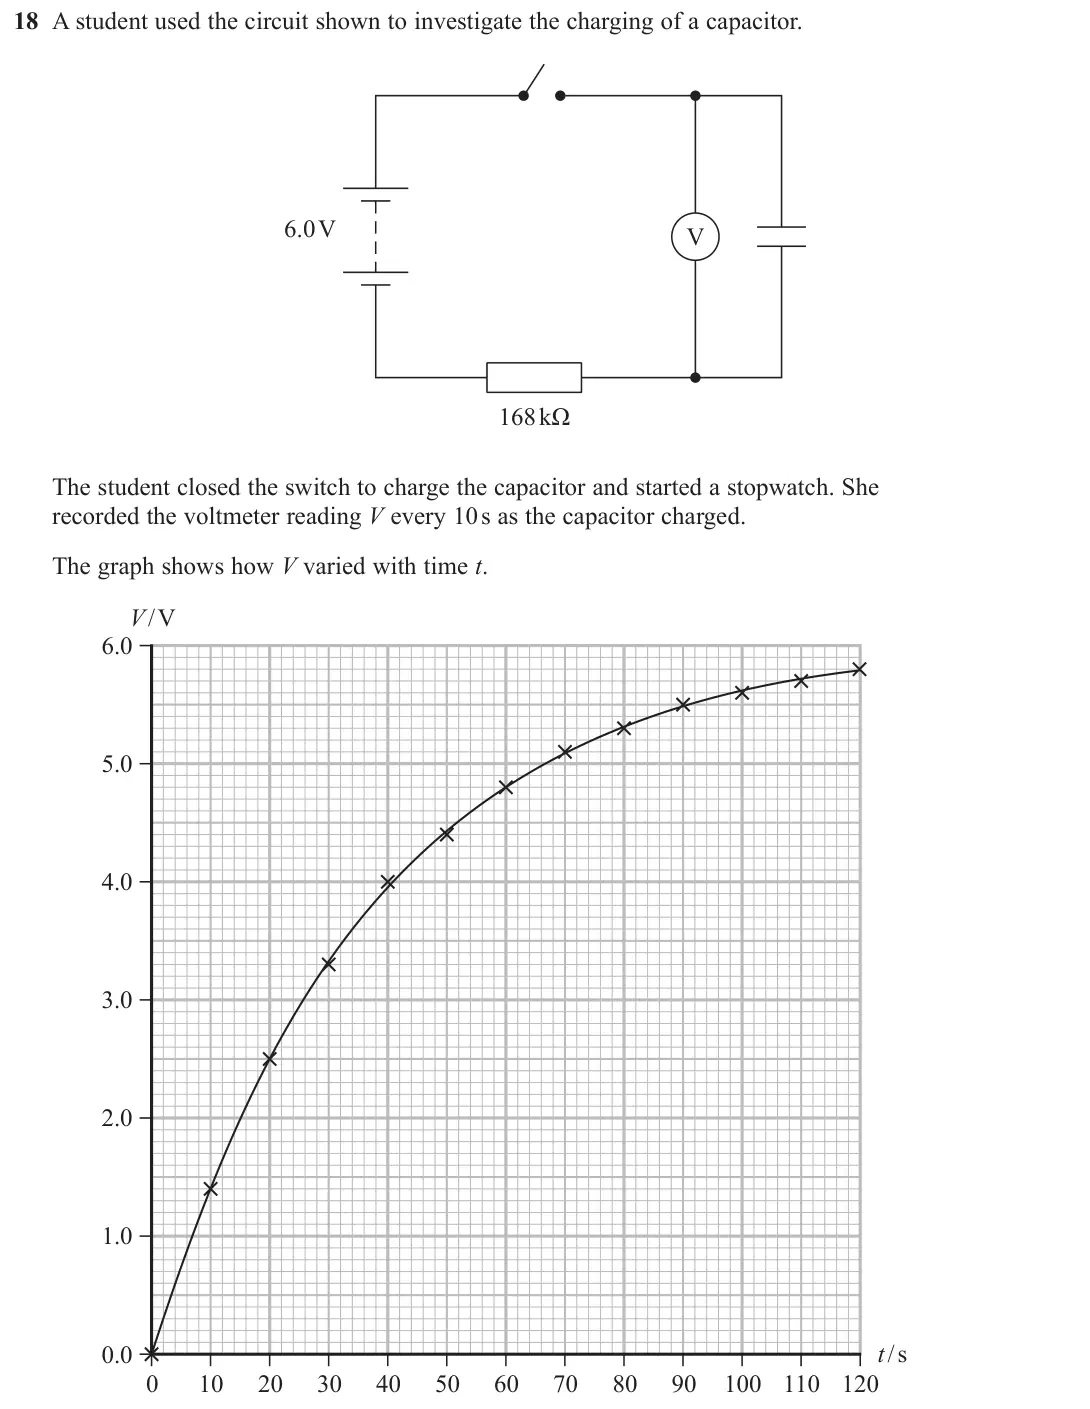 18 A student used the circuit shown to investigate the charging of a capacitor.
6.0 V
V
168 kΩ
The student closed the switch to charge the capacitor and started a stopwatch. She
recorded the voltmeter reading V every 10 s as the capacitor charged.
The graph shows how V varied with time t.
V/V
6.0
5.0
4.0
3.0
2.0
1.0
0.0
t/s
0 10 20 30 40 50 60 70 80 90 100 110 120